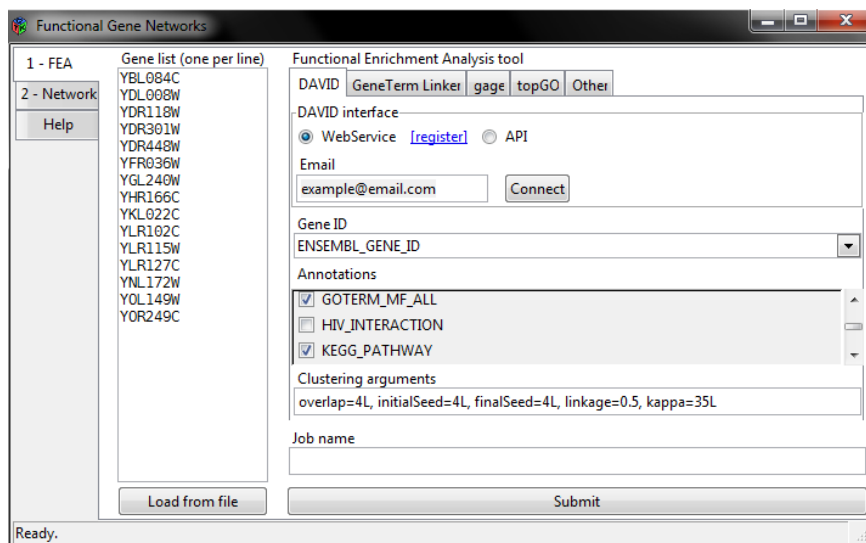 Functional Gene Networks
1 - FEA
2 - Network
Help
Gene list (one per line)
YBL084C
YDL008W
YDR118W
YDR301W
YDR448W
YFR036W
YGL240W
YHR166C
YKL022C
YLR102C
YLR115W
YLR127C
YNL172W
YOL149W
YOR249C
Load from file
Functional Enrichment Analysis tool
DAVID GeneTerm Linker gage topGO Other
DAVID interface
WebService [register] API
Email
example@email.com Connect
Gene ID
ENSEMBL_GENE_ID
Annotations
GOTERM_MF_ALL
HIV_INTERACTION
KEGG_PATHWAY
Clustering arguments
overlap=4L, initialSeed=4L, finalSeed=4L, linkage=0.5, kappa=35L
Job name
Submit
Ready.